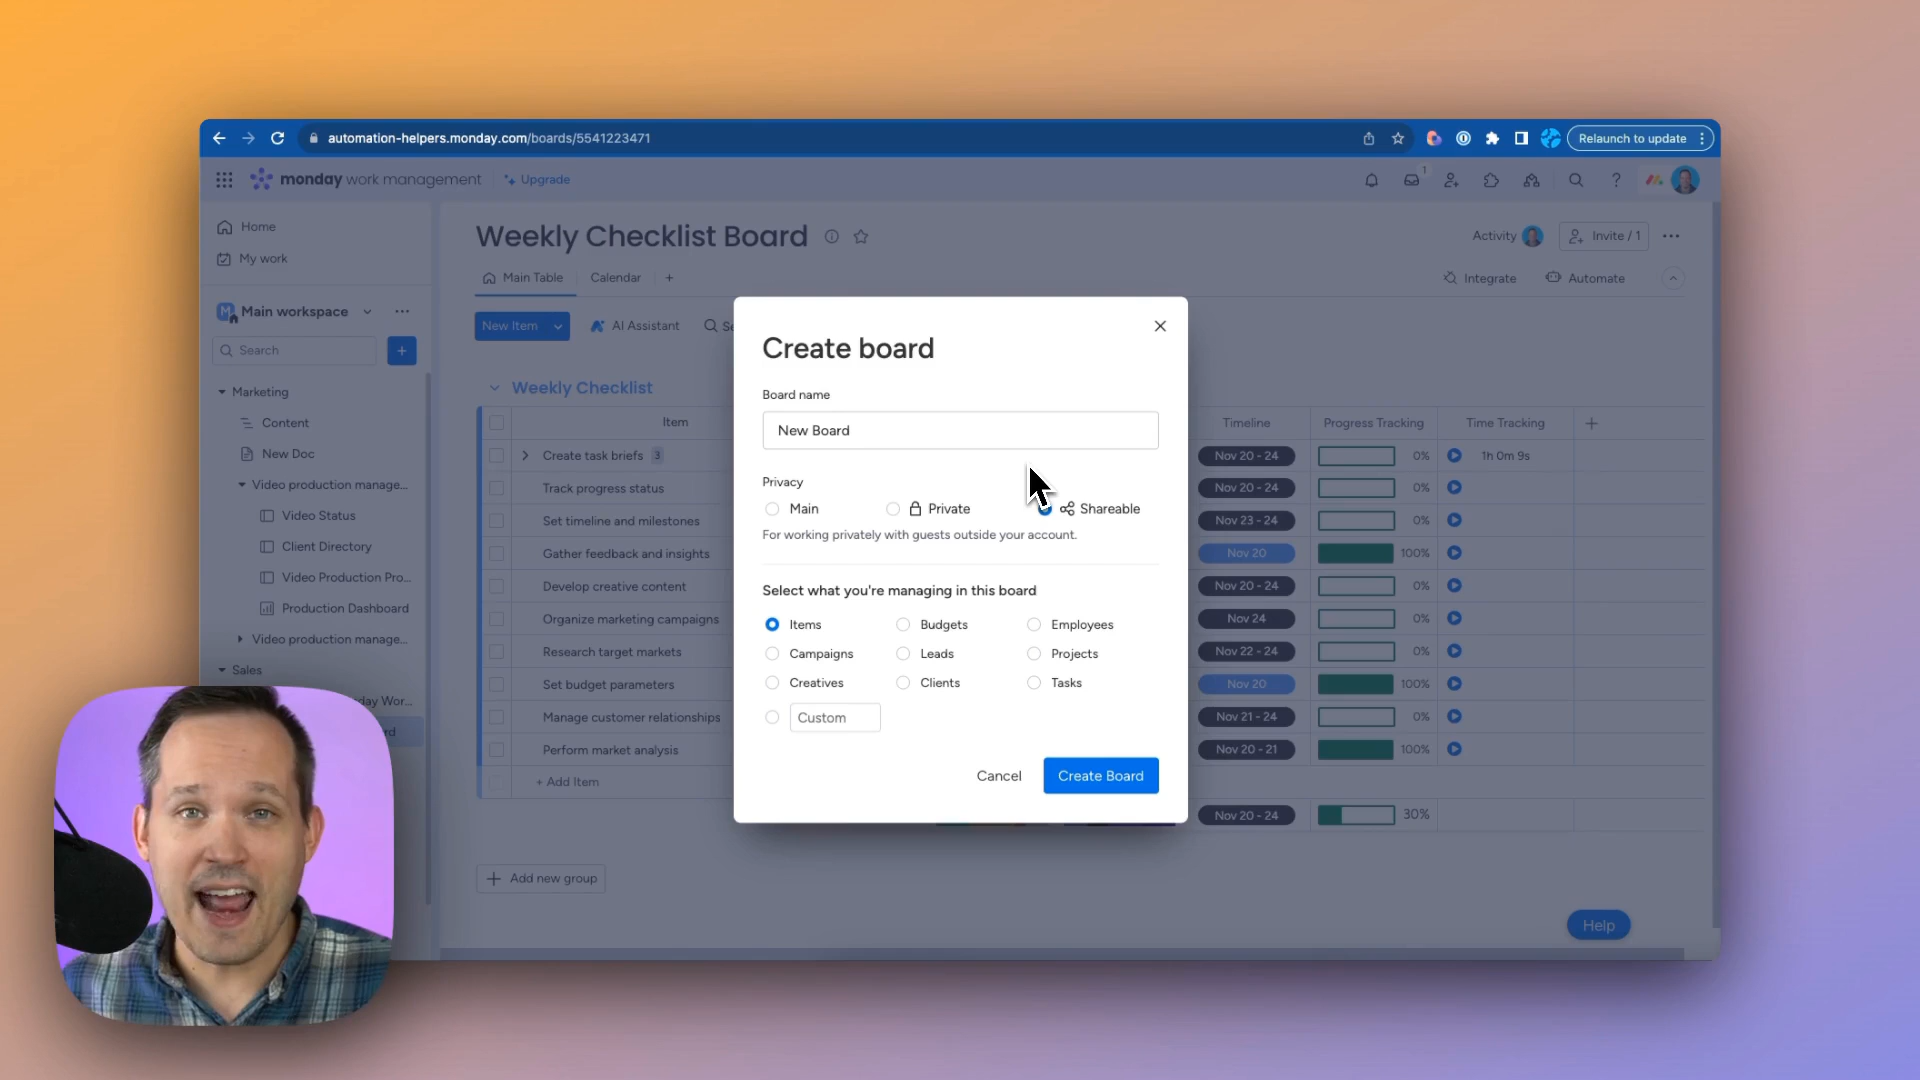 automation-helpers.monday.com/boards/5541223471
Relaunch to update
monday work management
Upgrade
1
Home
My work
Main workspace
Search
Marketing
Content
New Doc
Video production manage...
Video Status
Client Directory
Video Production Pro...
Production Dashboard
Video production manage...
Sales
day Wor...
rd
Weekly Checklist Board
Activity
Invite / 1
Main Table
Calendar
Integrate
Automate
New Item
AI Assistant
Se
Weekly Checklist
Item
Timeline
Progress Tracking
Time Tracking
Create task briefs 3
Nov 20 - 24
0%
1h 0m 9s
Track progress status
Nov 20 - 24
0%
Set timeline and milestones
Nov 23 - 24
0%
Gather feedback and insights
Nov 20
100%
Develop creative content
Nov 20 - 24
0%
Organize marketing campaigns
Nov 24
0%
Research target markets
Nov 22 - 24
0%
Set budget parameters
Nov 20
100%
Manage customer relationships
Nov 21 - 24
0%
Perform market analysis
Nov 20 - 21
100%
+ Add Item
Nov 20 - 24
30%
Add new group
Help
Create board
Board name
New Board
Privacy
Main
Private
Shareable
For working privately with guests outside your account.
Select what you're managing in this board
Items
Budgets
Employees
Campaigns
Leads
Projects
Creatives
Clients
Tasks
Custom
Cancel
Create Board